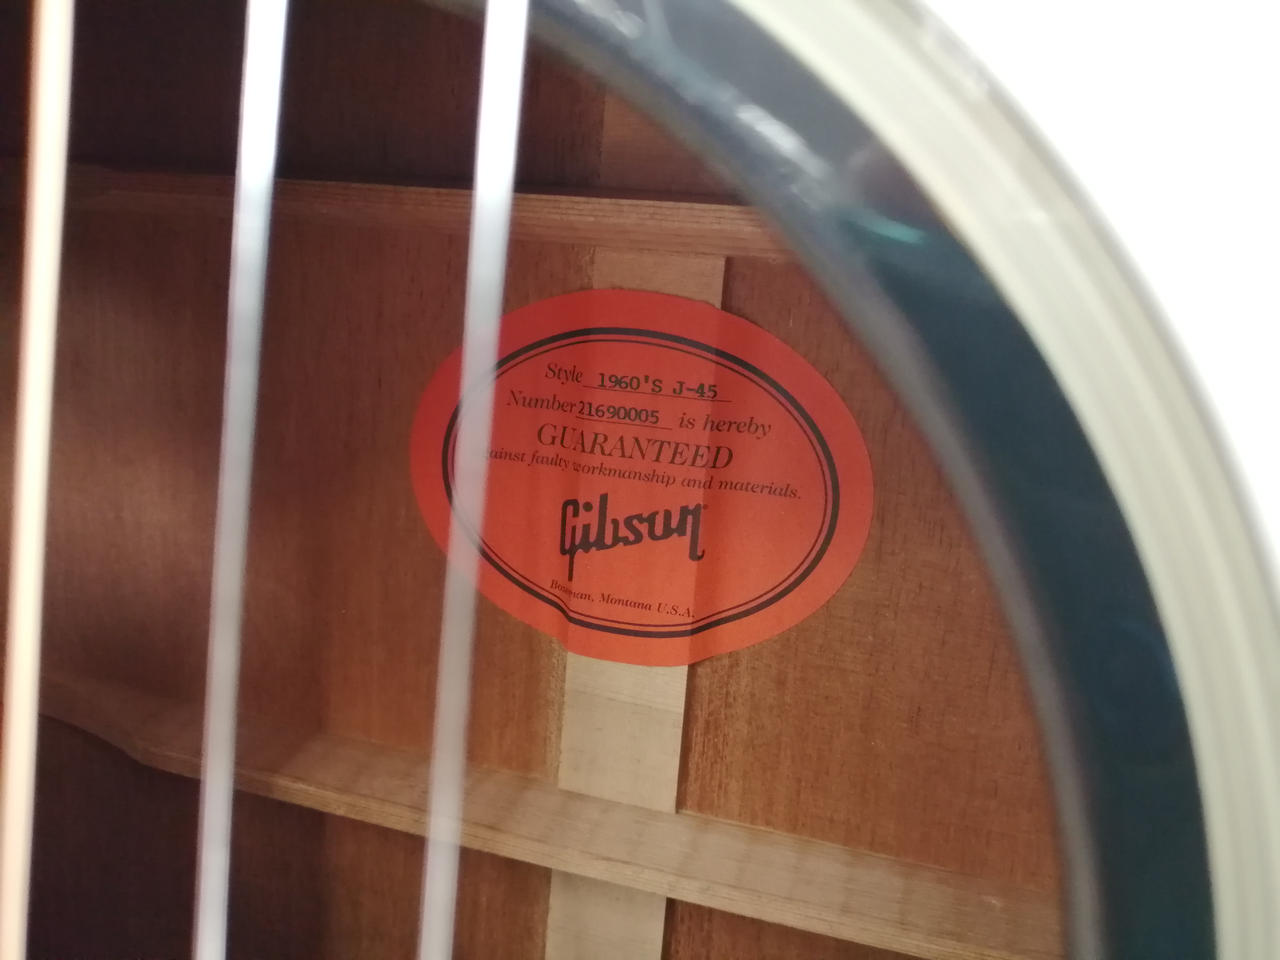 Style 1960'S J-45
Number 21690005 is hereby
GUARANTEED
against faulty workmanship and materials.
Gibson
Bozeman, Montana U.S.A.